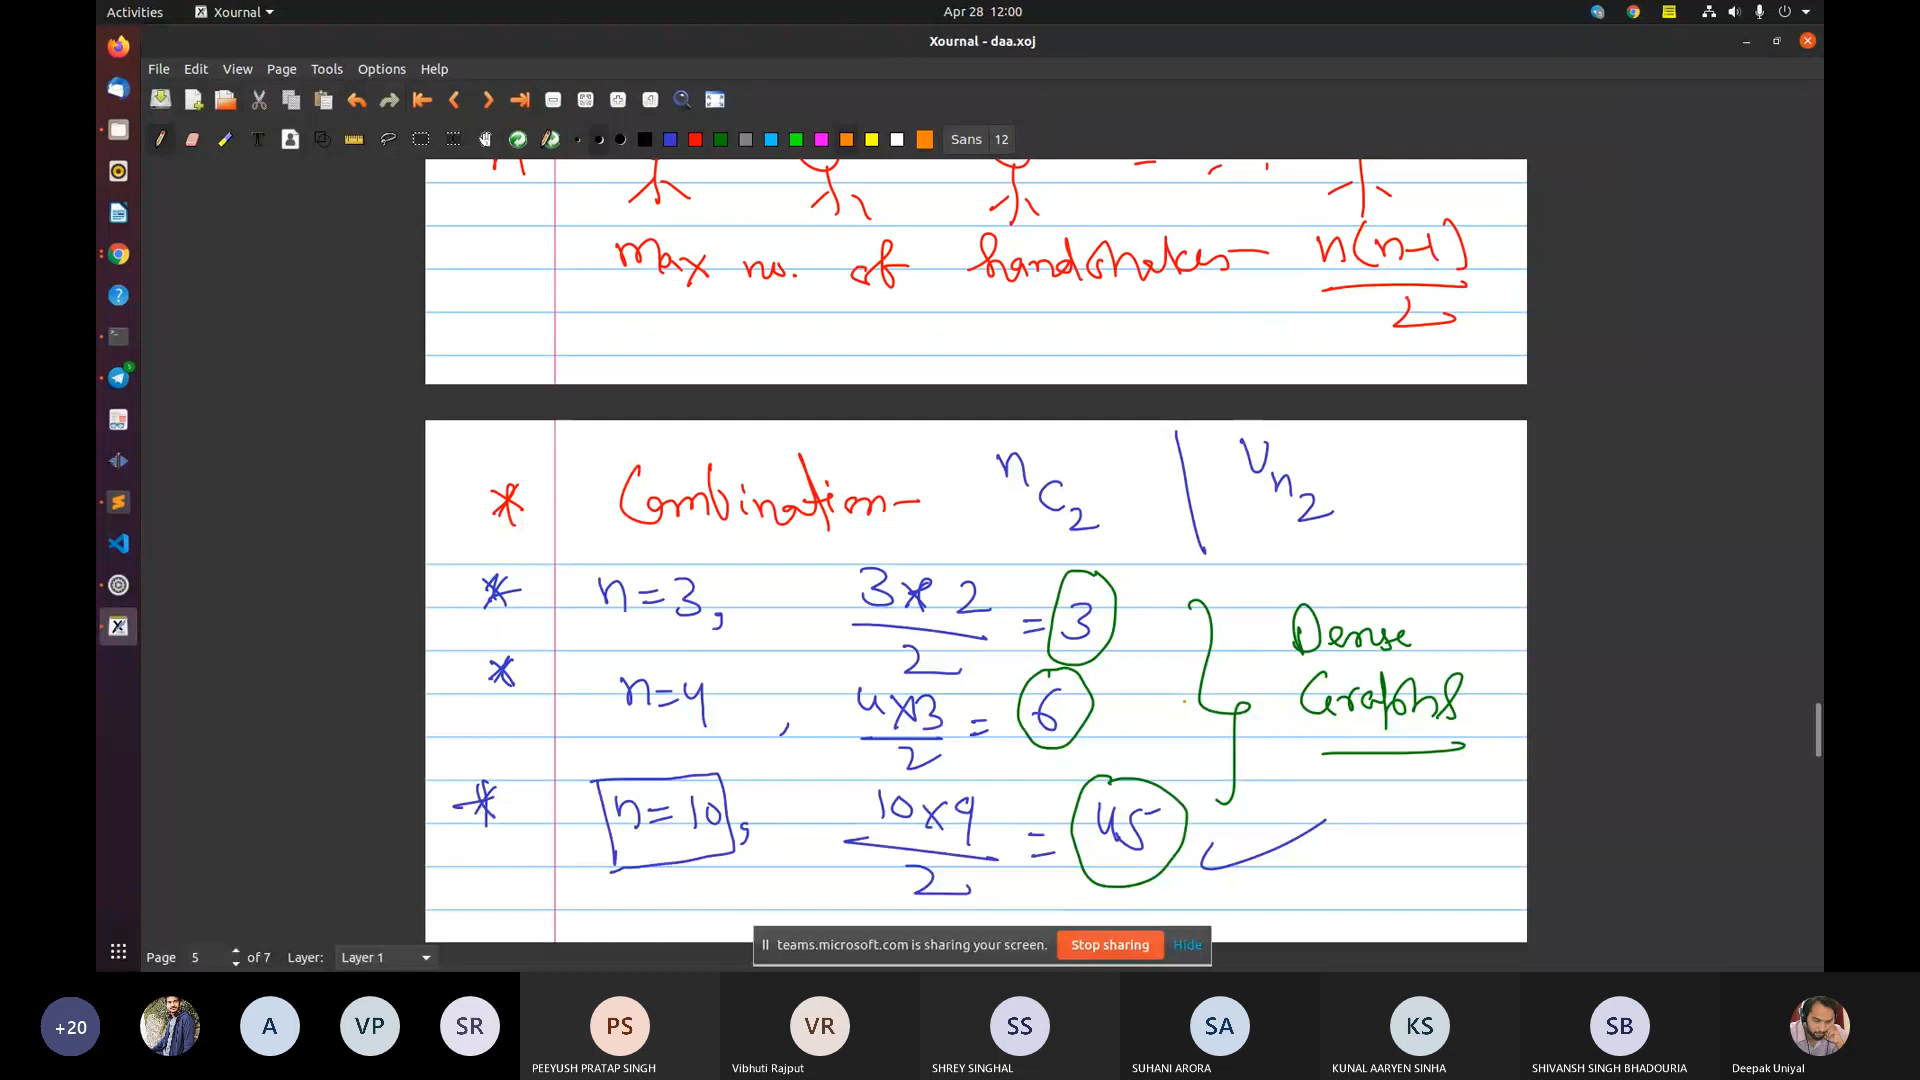 Activities
Xournal
Apr 28 12:00
Xournal - daa.xoj
File Edit View Page Tools Options Help
Sans 12
Max no. of handshakes - n(n-1)
2
* Combination - nC2 | Vn2
* n=3, 3*2 = 3
2
Dense
Graphs
* n=4, 4x3 = 6
2
* n=10, 10x9 = 45
2
teams.microsoft.com is sharing your screen. Stop sharing Hide
Page 5 of 7 Layer: Layer 1
+20 A VP SR PS VR SS SA KS SB
PEEYUSH PRATAP SINGH Vibhuti Rajput SHREY SINGHAL SUHANI ARORA KUNAL AARYEN SINHA SHIVANSH SINGH BHADOURIA Deepak Uniyal